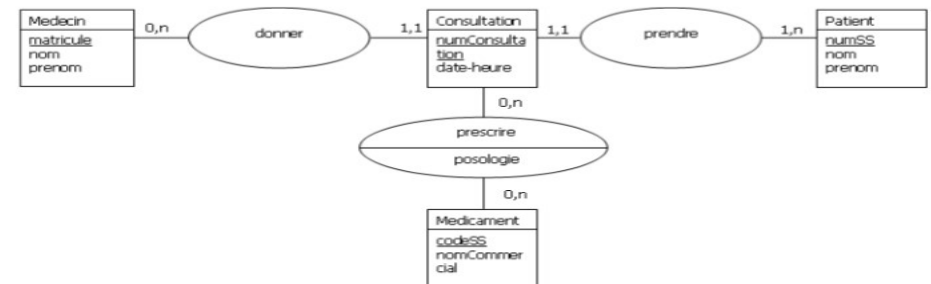 Medecin
matricule
nom
prenom
0,n
donner
1,1
Consultation
numConsulta
tion
date-heure
1,1
prendre
1,n
Patient
numSS
nom
prenom
0,n
prescrire
posologie
0,n
Medicament
codeSS
nomCommer
cial